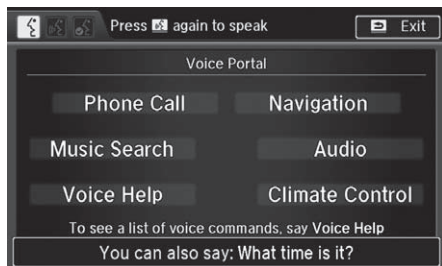 Press again to speak
Exit
Voice Portal
Phone Call Navigation
Music Search Audio
Voice Help Climate Control
To see a list of voice commands, say Voice Help
You can also say: What time is it?